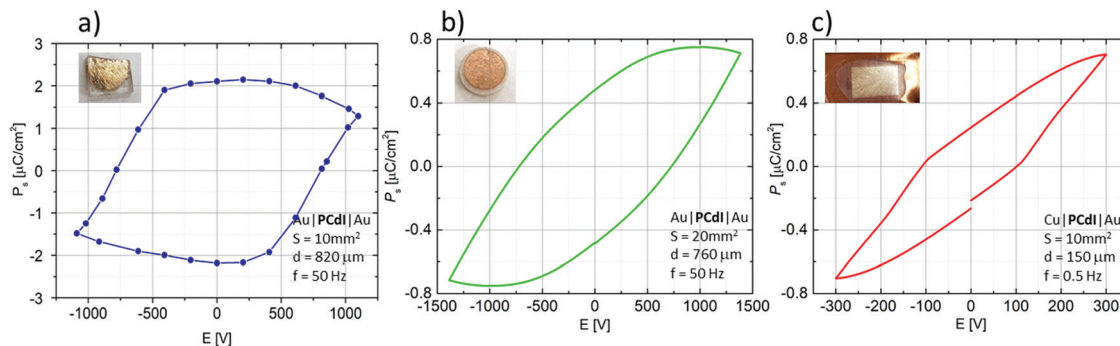 a)
b)
c)
3
2
1
0
-1
-2
-3
P_s [μC/cm²]
-1000 -500 0 500 1000
E [V]
Au|PCdI|Au
S = 10mm²
d = 820 μm
f = 50 Hz
0.8
0.4
0.0
-0.4
-0.8
P_s [μC/cm²]
-1500 -1000 -500 0 500 1000 1500
E [V]
Au|PCdI|Au
S = 20mm²
d = 760 μm
f = 50 Hz
0.8
0.4
0.0
-0.4
-0.8
P_s [μC/cm²]
-300 -200 -100 0 100 200 300
E [V]
Cu|PCdI|Au
S = 10mm²
d = 150 μm
f = 0.5 Hz